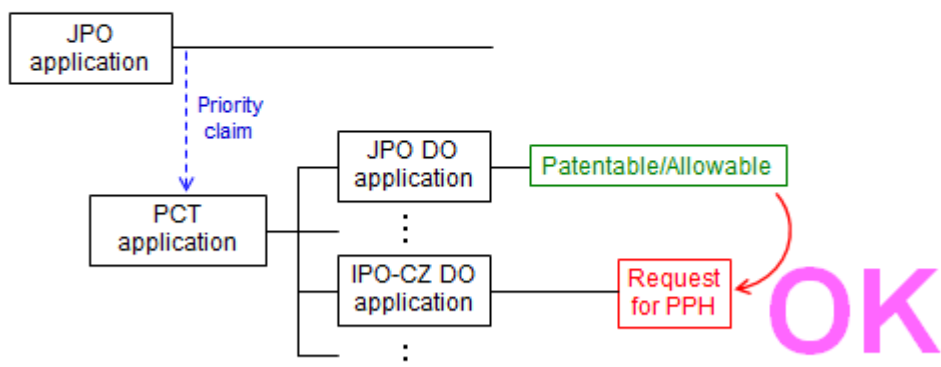 JPO
application
Priority
claim
JPO DO
application
Patentable/Allowable
PCT
application
IPO-CZ DO
application
Request
for PPH
OK